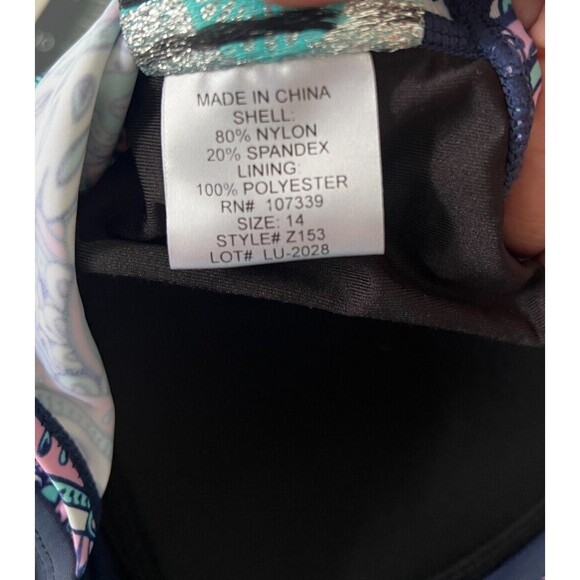 MADE IN CHINA
SHELL:
80% NYLON
20% SPANDEX
LINING:
100% POLYESTER
RN# 107339
SIZE: 14
STYLE# Z153
LOT# LU-2028